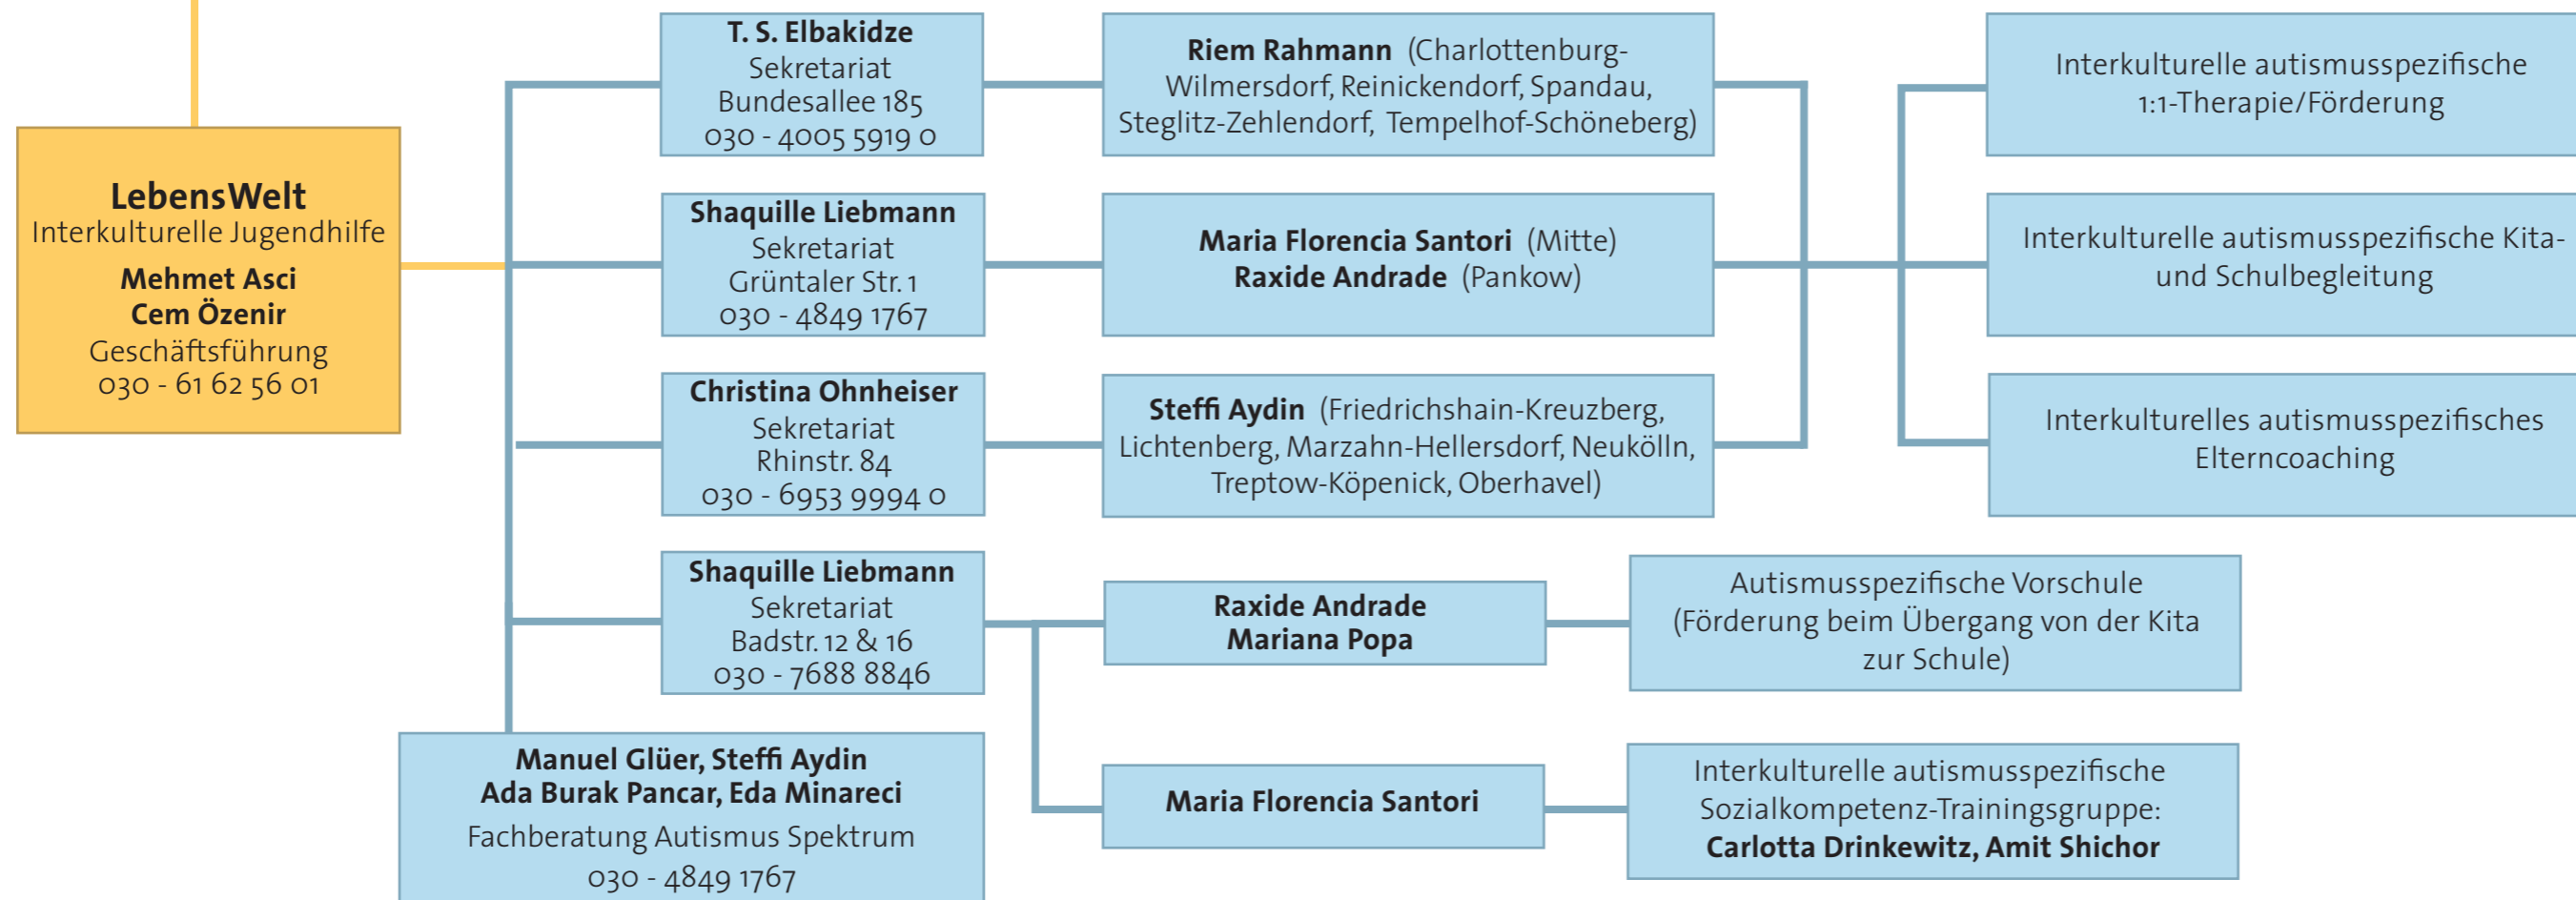 LebensWelt
Interkulturelle Jugendhilfe
Mehmet Asci
Cem Özenir
Geschäftsführung
030 - 61 62 56 01
T. S. Elbakidze
Sekretariat
Bundesallee 185
030 - 4005 5919 0
Riem Rahmann (Charlottenburg-
Wilmersdorf, Reinickendorf, Spandau,
Steglitz-Zehlendorf, Tempelhof-Schöneberg)
Interkulturelle autismusspezifische
1:1-Therapie/Förderung
Shaquille Liebmann
Sekretariat
Grüntaler Str. 1
030 - 4849 1767
Maria Florencia Santori (Mitte)
Raxide Andrade (Pankow)
Interkulturelle autismusspezifische Kita-
und Schulbegleitung
Christina Ohnheiser
Sekretariat
Rhinstr. 84
030 - 6953 9994 0
Steffi Aydin (Friedrichshain-Kreuzberg,
Lichtenberg, Marzahn-Hellersdorf, Neukölln,
Treptow-Köpenick, Oberhavel)
Interkulturelles autismusspezifisches
Elterncoaching
Shaquille Liebmann
Sekretariat
Badstr. 12 & 16
030 - 7688 8846
Raxide Andrade
Mariana Popa
Autismusspezifische Vorschule
(Förderung beim Übergang von der Kita
zur Schule)
Manuel Glüer, Steffi Aydin
Ada Burak Pancar, Eda Minareci
Fachberatung Autismus Spektrum
030 - 4849 1767
Maria Florencia Santori
Interkulturelle autismusspezifische
Sozialkompetenz-Trainingsgruppe:
Carlotta Drinkewitz, Amit Shichor